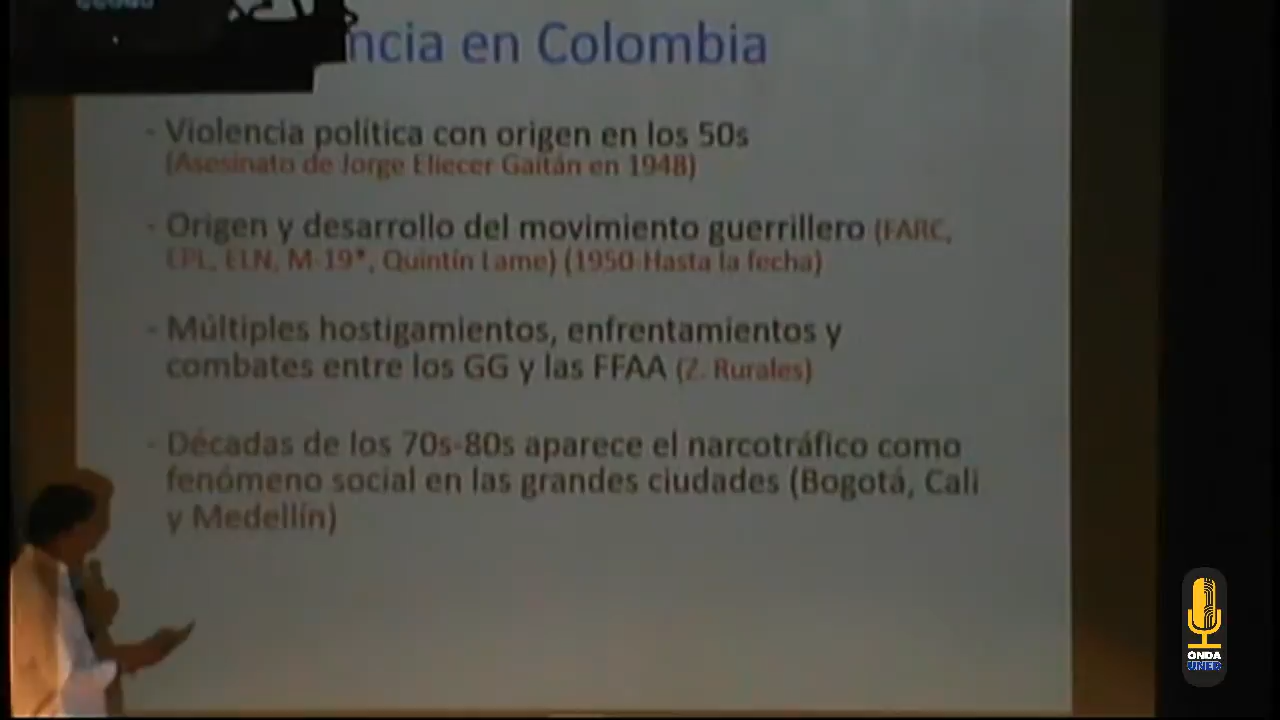 ncia en Colombia
- Violencia política con origen en los 50s
(Asesinato de Jorge Eliecer Gaitán en 1948)
- Origen y desarrollo del movimiento guerrillero (FARC,
EPL, ELN, M-19*, Quintín Lame) (1950-Hasta la fecha)
- Múltiples hostigamientos, enfrentamientos y
combates entre los GG y las FFAA (Z. Rurales)
- Décadas de los 70s-80s aparece el narcotráfico como
fenómeno social en las grandes ciudades (Bogotá, Cali
y Medellín)
ONDA
UNED